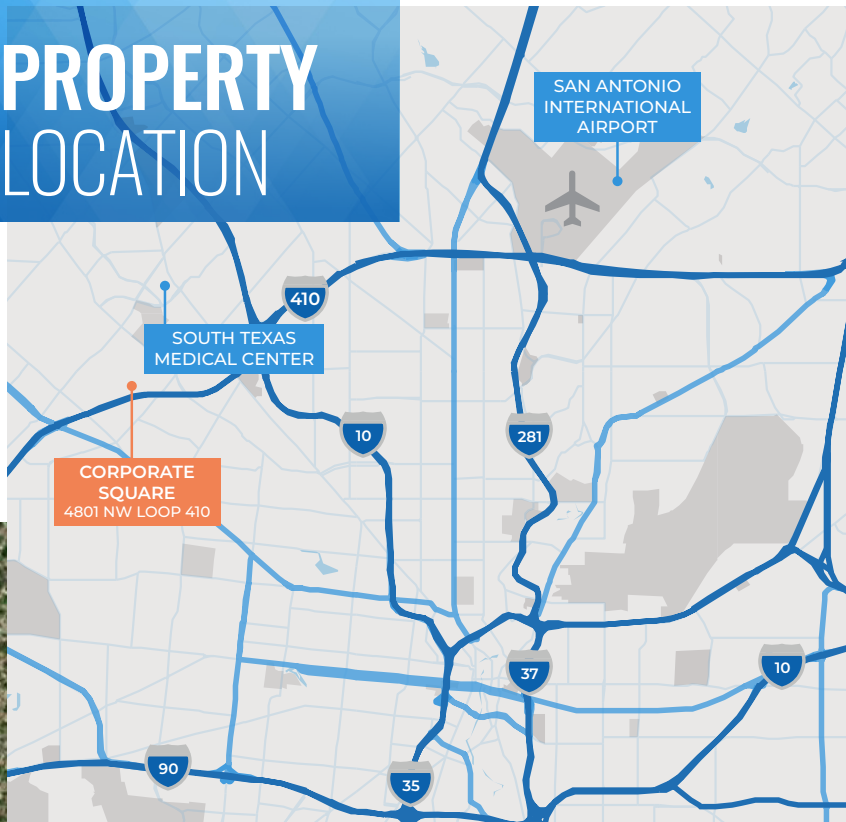 PROPERTY
LOCATION
SAN ANTONIO
INTERNATIONAL
AIRPORT
410
SOUTH TEXAS
MEDICAL CENTER
10
281
CORPORATE
SQUARE
4801 NW LOOP 410
37
10
90
35